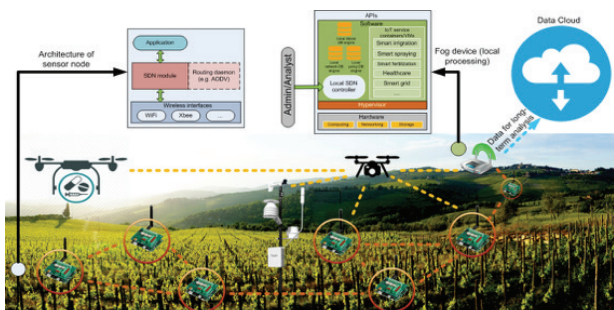 Architecture of
sensor node
Application
SDN module
Routing daemon
(e.g. AODV)
Wireless interfaces
WiFi
Xbee
...
Admin/Analyst
APIs
Software
Local SDN
controller
IoT service
containers/VMs
Smart irrigation
Smart spraying
Smart fertilization
Healthcare
Smart grid
...
Hypervisor
Hardware
Computing
Networking
Storage
Fog device (local
processing)
Data Cloud
Data for long-
term analysis